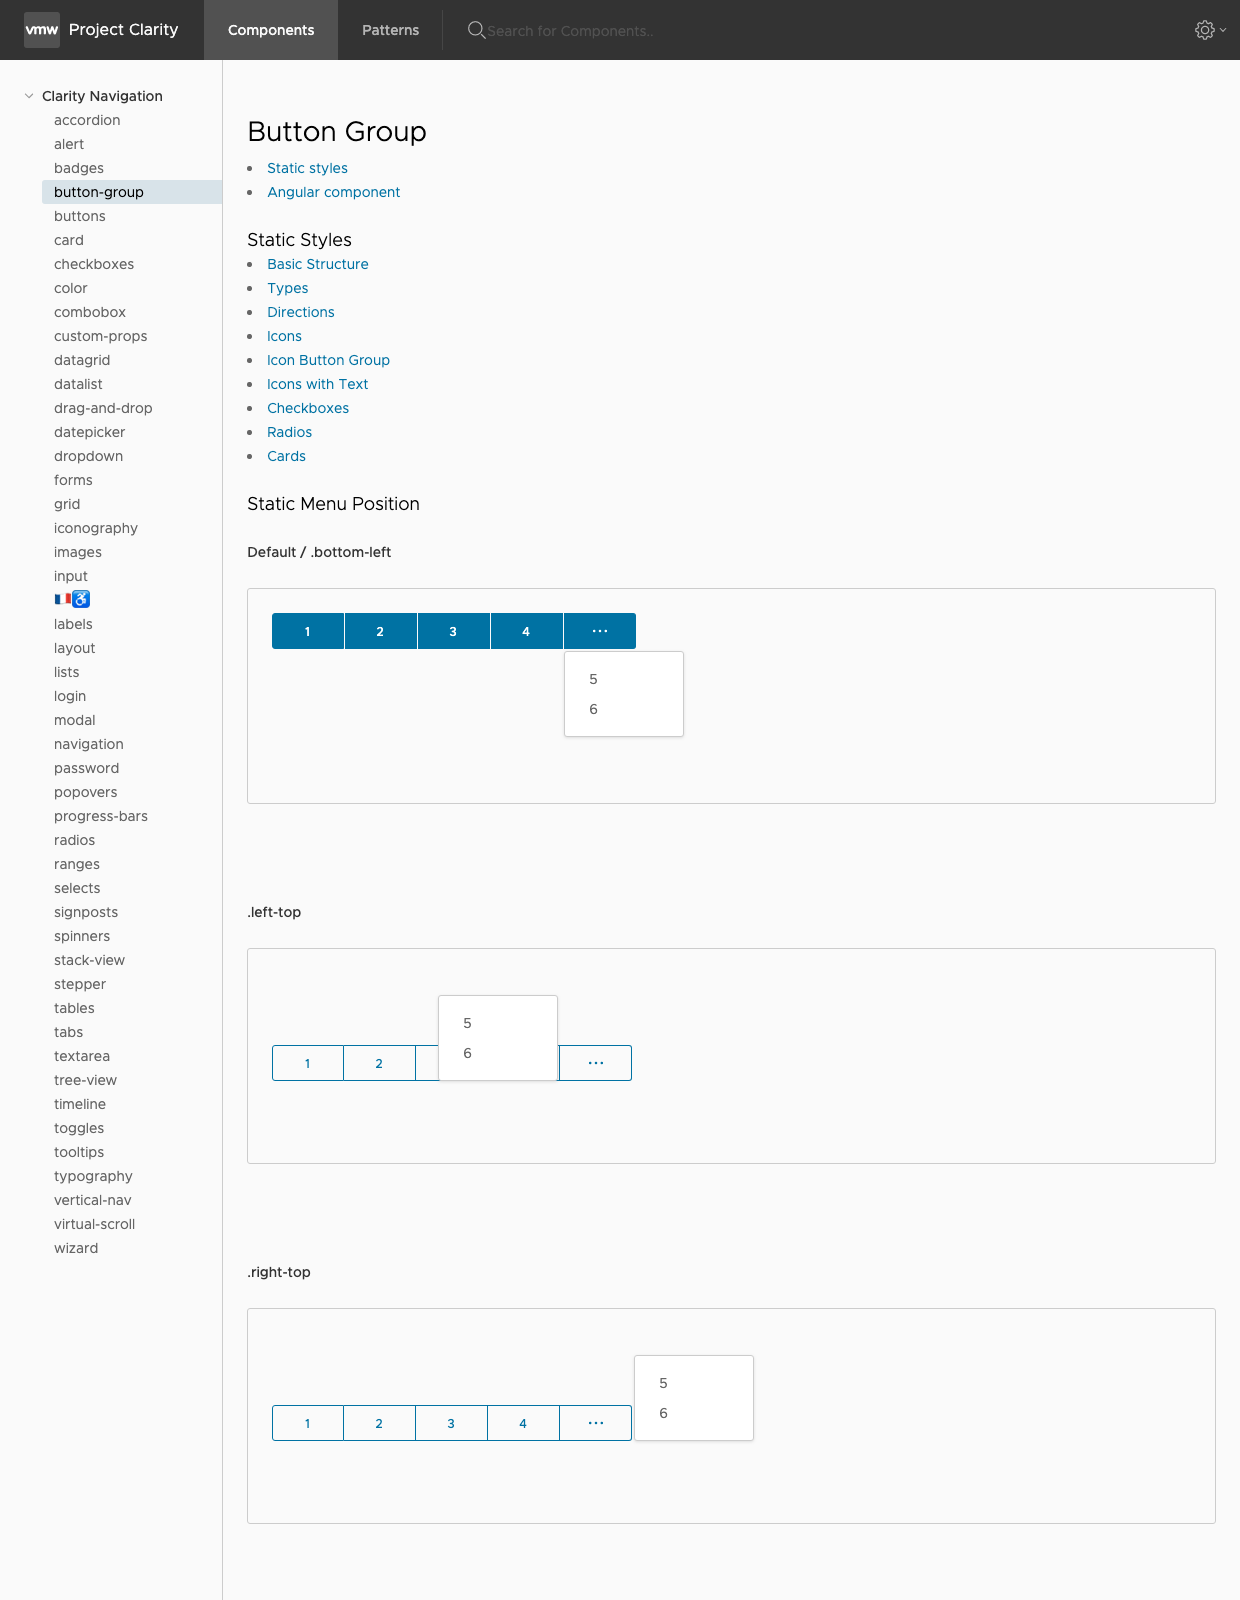 vmw Project Clarity Components Patterns Search for Components..
Clarity Navigation
accordion
alert
badges
button-group
buttons
card
checkboxes
color
combobox
custom-props
datagrid
datalist
drag-and-drop
datepicker
dropdown
forms
grid
iconography
images
input
🇫🇷♿
labels
layout
lists
login
modal
navigation
password
popovers
progress-bars
radios
ranges
selects
signposts
spinners
stack-view
stepper
tables
tabs
textarea
tree-view
timeline
toggles
tooltips
typography
vertical-nav
virtual-scroll
wizard
Button Group
• Static styles
• Angular component
Static Styles
• Basic Structure
• Types
• Directions
• Icons
• Icon Button Group
• Icons with Text
• Checkboxes
• Radios
• Cards
Static Menu Position
Default / .bottom-left
1 2 3 4 ···
5
6
.left-top
5
6
1 2 ···
.right-top
5
6
1 2 3 4 ···